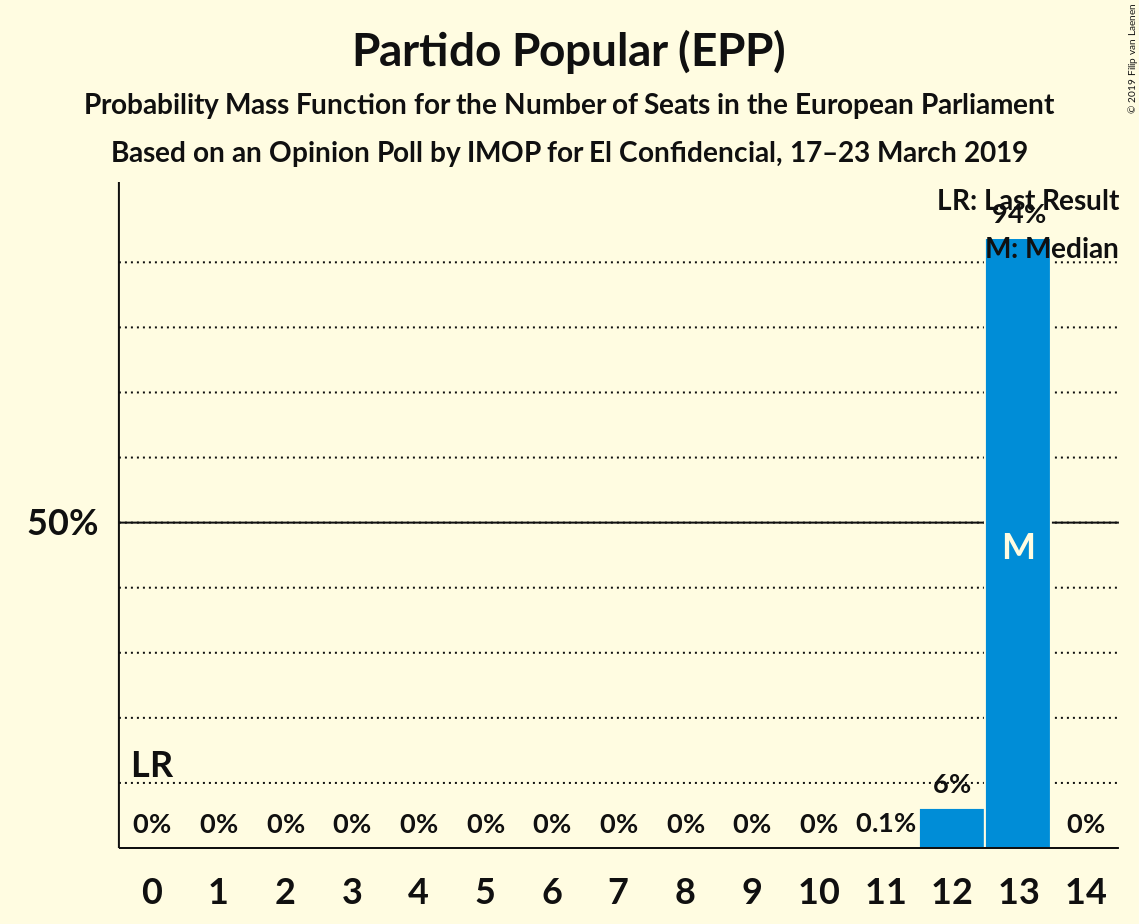 Partido Popular (EPP)
Probability Mass Function for the Number of Seats in the European Parliament
Based on an Opinion Poll by IMOP for El Confidencial, 17–23 March 2019
© 2019 Filip van Laenen
LR: Last Result
94%
M: Median
50%
M
LR
6%
0% 0% 0% 0% 0% 0% 0% 0% 0% 0% 0% 0.1% 0%
0 1 2 3 4 5 6 7 8 9 10 11 12 13 14